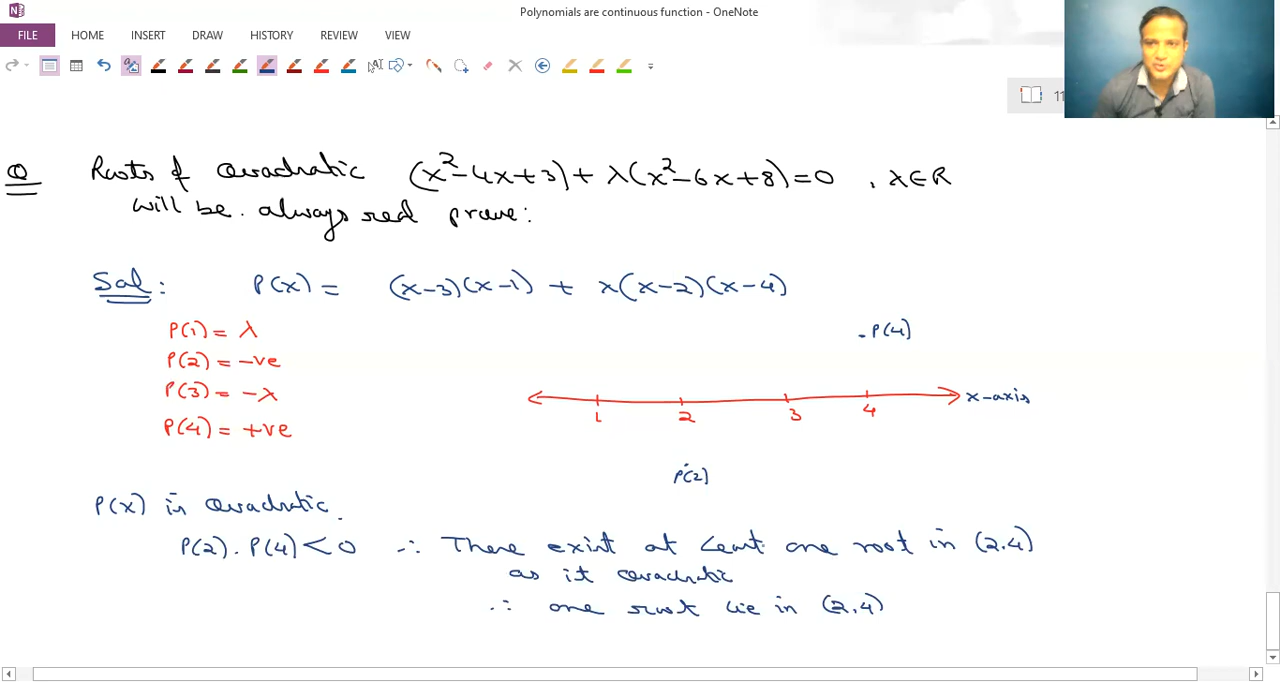 Polynomials are continuous function - OneNote
FILE HOME INSERT DRAW HISTORY REVIEW VIEW
11
Q Roots of Quadratic (x²-4x+3)+λ(x²-6x+8)=0 , λ∈R
will be. always real prove:
Sol: P(x) = (x-3)(x-1) + x(x-2)(x-4)
P(1) = λ
P(2) = -ve
P(3) = -λ
P(4) = +ve
P(4)
1 2 3 4 x-axis
P(2)
P(x) is Quadratic.
P(2). P(4) < 0 ∴ There exist at least one root in (2,4)
as it Quadratic
∴ one root lie in (2,4)